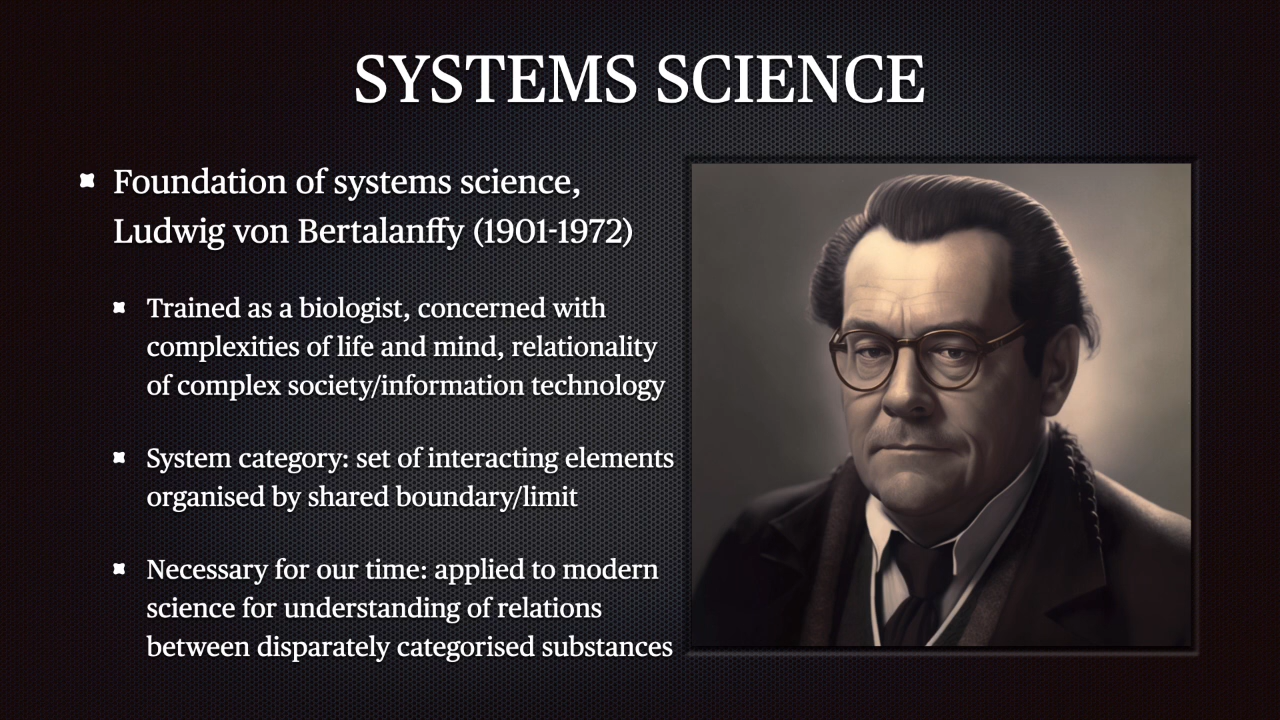 SYSTEMS SCIENCE
Foundation of systems science,
Ludwig von Bertalanffy (1901-1972)
Trained as a biologist, concerned with
complexities of life and mind, relationality
of complex society/information technology
System category: set of interacting elements
organised by shared boundary/limit
Necessary for our time: applied to modern
science for understanding of relations
between disparately categorised substances